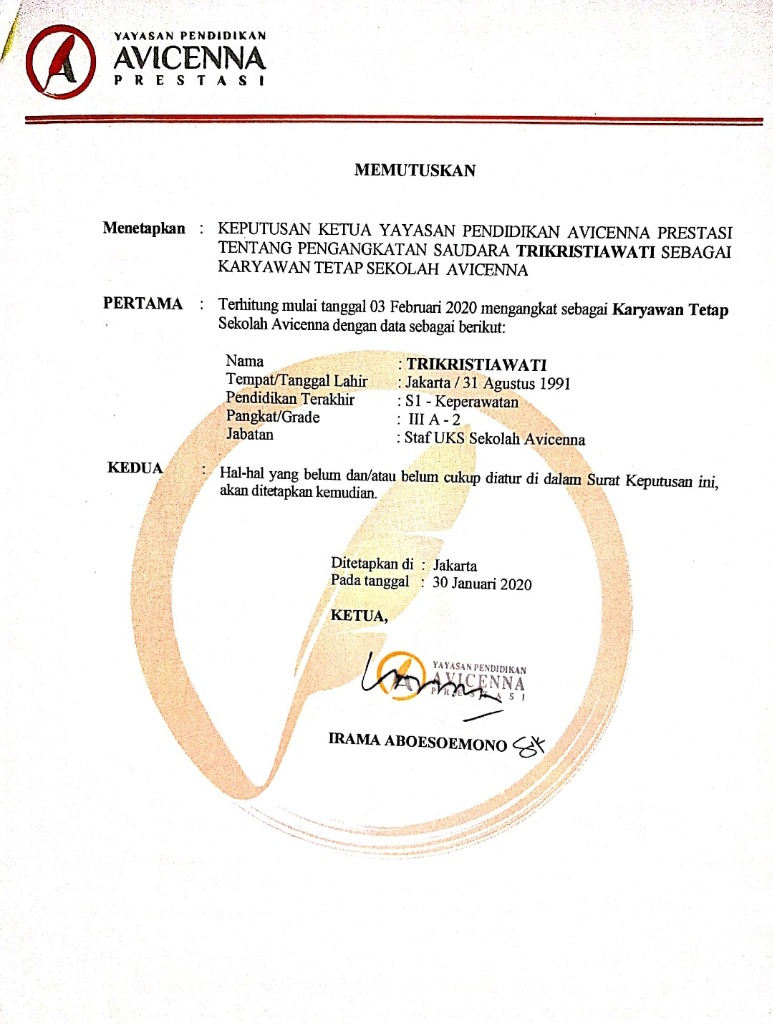 YAYASAN PENDIDIKAN
AVICENNA
PRESTASI
MEMUTUSKAN
Menetapkan : KEPUTUSAN KETUA YAYASAN PENDIDIKAN AVICENNA PRESTASI
TENTANG PENGANGKATAN SAUDARA TRIKRISTIAWATI SEBAGAI
KARYAWAN TETAP SEKOLAH AVICENNA
PERTAMA : Terhitung mulai tanggal 03 Februari 2020 mengangkat sebagai Karyawan Tetap
Sekolah Avicenna dengan data sebagai berikut:
Nama : TRIKRISTIAWATI
Tempat/Tanggal Lahir : Jakarta / 31 Agustus 1991
Pendidikan Terakhir : S1 - Keperawatan
Pangkat/Grade : III A - 2
Jabatan : Staf UKS Sekolah Avicenna
KEDUA : Hal-hal yang belum dan/atau belum cukup diatur di dalam Surat Keputusan ini,
akan ditetapkan kemudian.
Ditetapkan di : Jakarta
Pada tanggal : 30 Januari 2020
KETUA,
YAYASAN PENDIDIKAN
AVICENNA
PRESTASI
IRAMA ABOESOEMONO